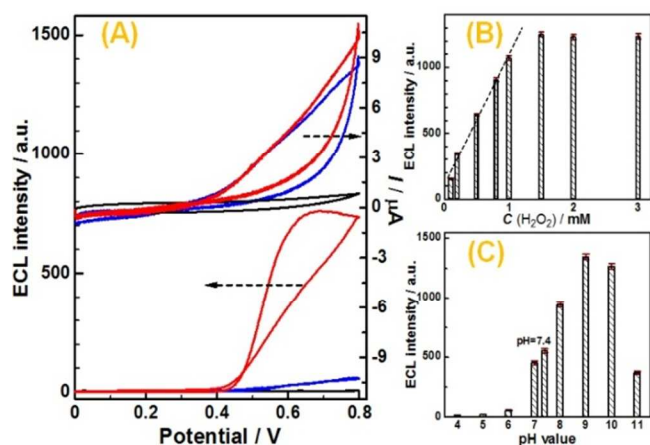 (A)
1500
1000
500
0
ECL intensity / a.u.
9
6
3
0
-3
-6
-9
I / µA
0
0.2
0.4
0.6
0.8
Potential / V
(B)
1000
500
0
ECL intensity / a.u.
0
1
2
3
C (H₂O₂) / mM
(C)
1500
1000
500
0
ECL intensity / a.u.
pH=7.4
4 5 6 7 8 9 10 11
pH value